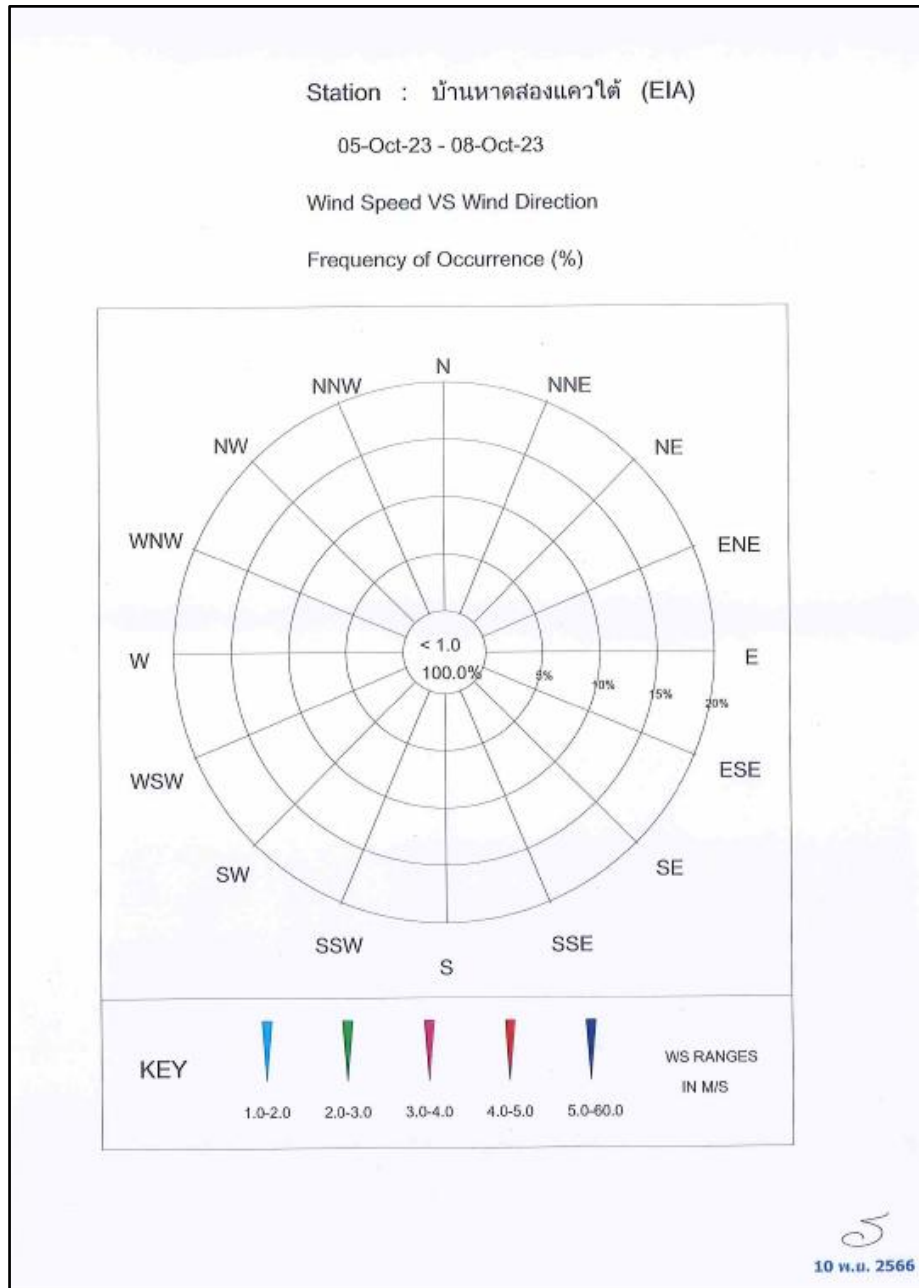 Station : บ้านหาดสองแควใต้ (EIA)
05-Oct-23 - 08-Oct-23
Wind Speed VS Wind Direction
Frequency of Occurrence (%)
N
NNW
NNE
NW
NE
WNW
ENE
< 1.0
100.0%
W
E
5%
10%
15%
20%
WSW
ESE
SW
SE
SSW
SSE
S
KEY
WS RANGES
IN M/S
1.0-2.0
2.0-3.0
3.0-4.0
4.0-5.0
5.0-60.0
10 พ.ย. 2566